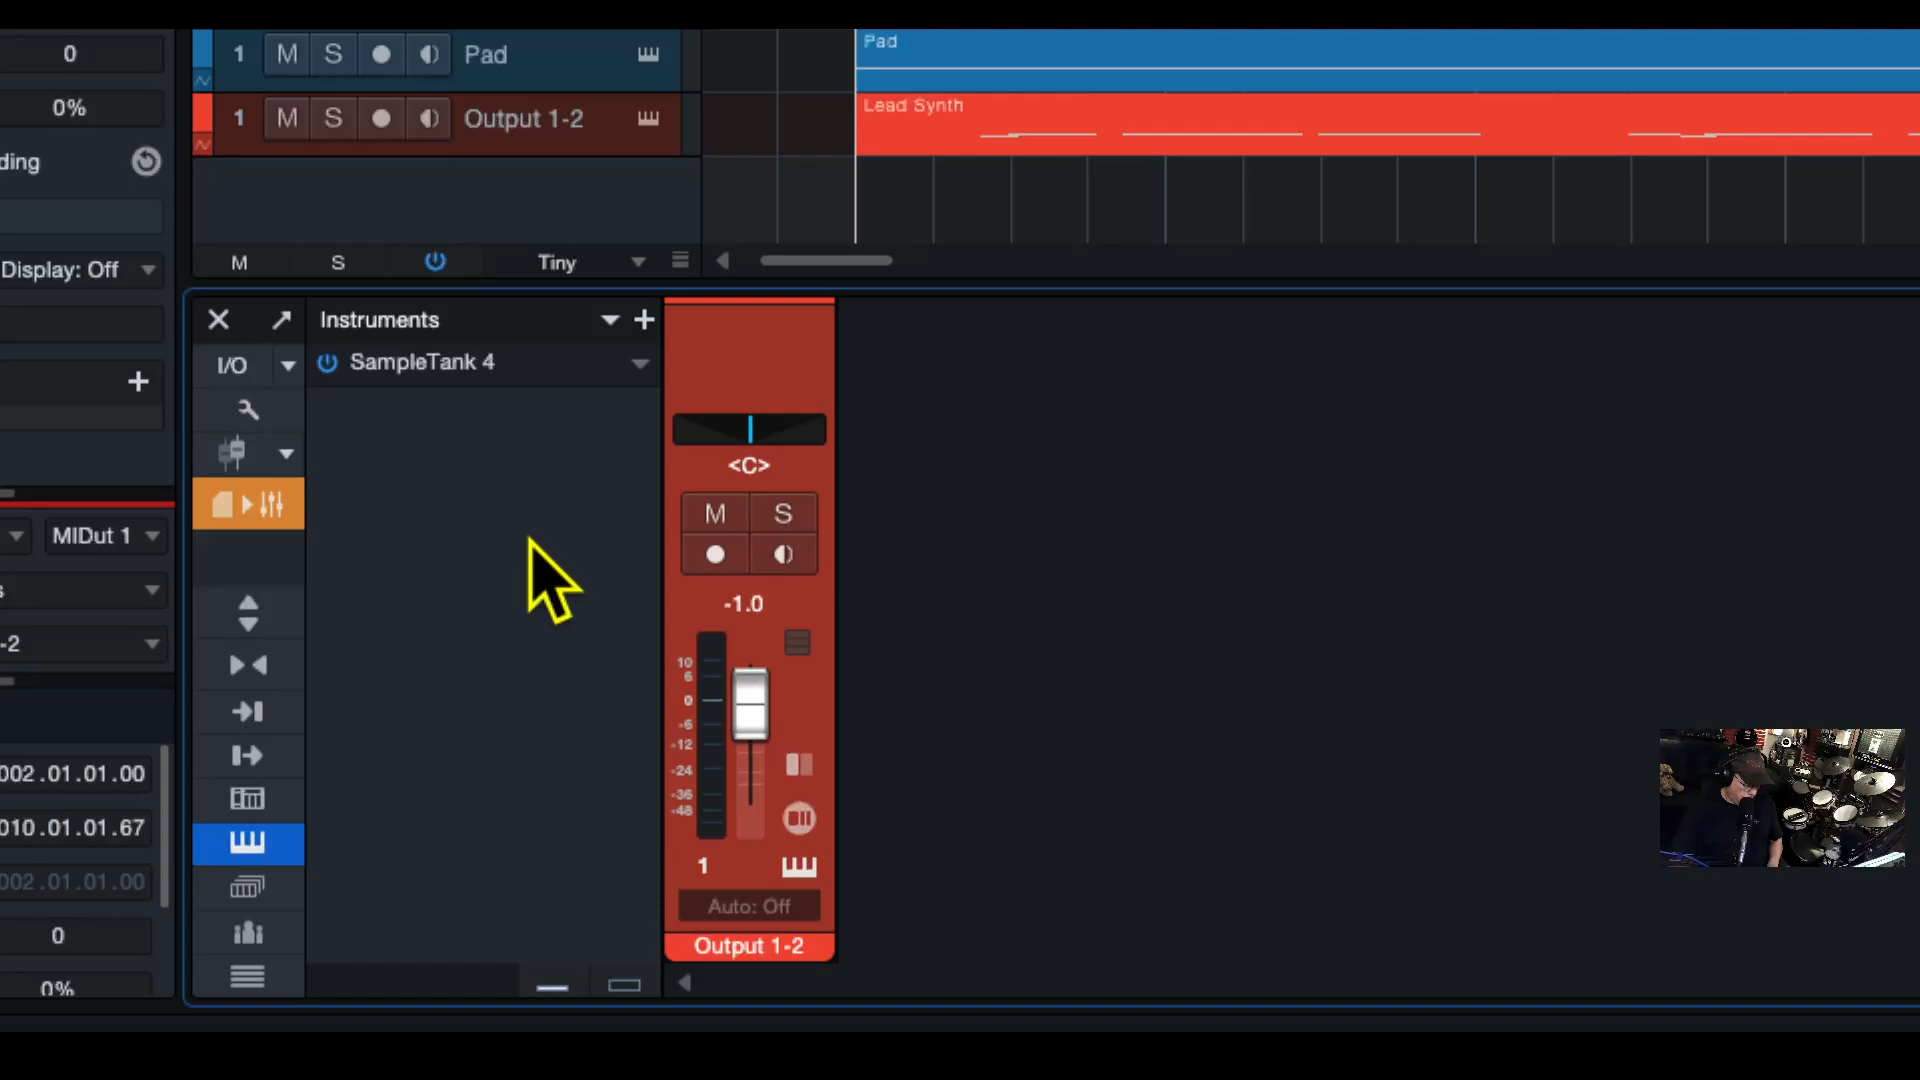 0
0%
ding
Display: Off
MIDut 1
s
-2
002.01.01.00
010.01.01.67
002.01.01.00
0
0%
1 M S Pad
1 M S Output 1-2
M S Tiny
Pad
Lead Synth
I/O
Instruments
SampleTank 4
<C>
M S
-1.0
10
6
0
-6
-12
-24
-36
-48
1
Auto: Off
Output 1-2